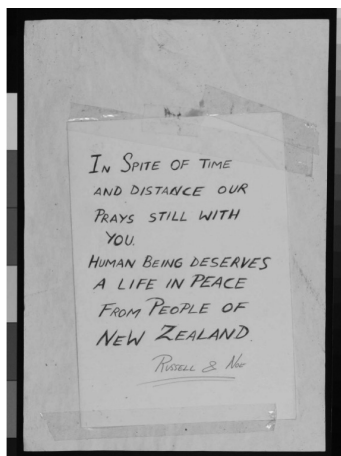 IN SPITE OF TIME
AND DISTANCE OUR
PRAYS STILL WITH
YOU.
HUMAN BEING DESERVES
A LIFE IN PEACE
FROM PEOPLE OF
NEW ZEALAND
RUSSELL &